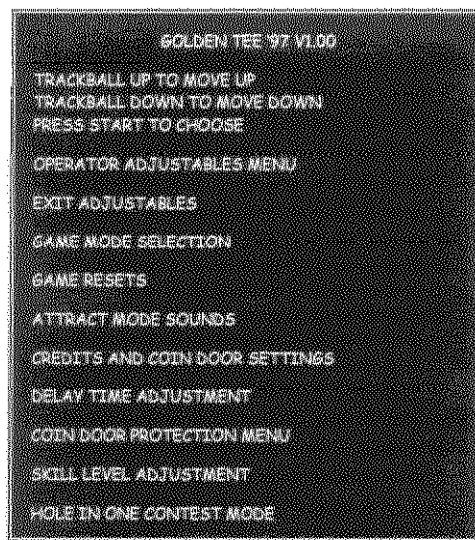 GOLDEN TEE '97 V1.00
TRACKBALL UP TO MOVE UP
TRACKBALL DOWN TO MOVE DOWN
PRESS START TO CHOOSE
OPERATOR ADJUSTABLES MENU
EXIT ADJUSTABLES
GAME MODE SELECTION
GAME RESETS
ATTRACT MODE SOUNDS
CREDITS AND COIN DOOR SETTINGS
DELAY TIME ADJUSTMENT
COIN DOOR PROTECTION MENU
SKILL LEVEL ADJUSTMENT
HOLE IN ONE CONTEST MODE